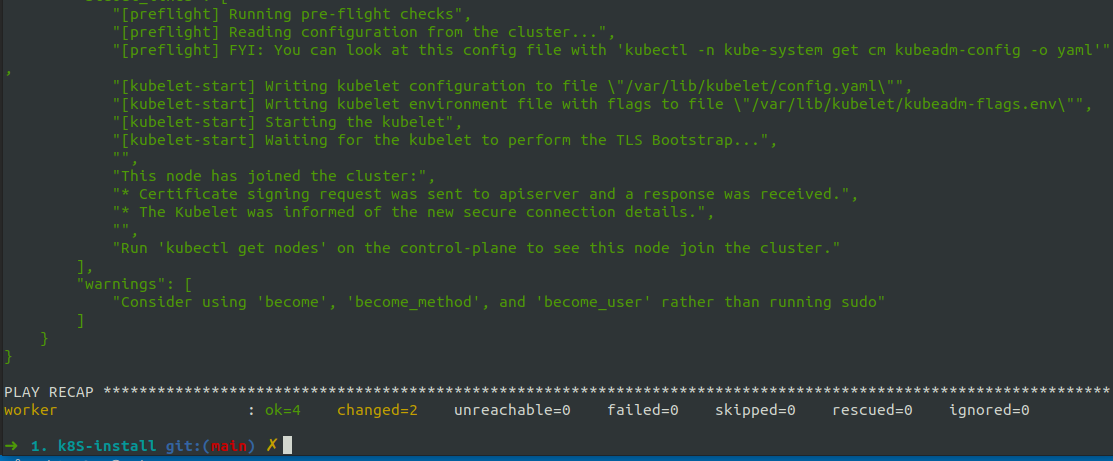 "[preflight] Running pre-flight checks",
"[preflight] Reading configuration from the cluster...",
"[preflight] FYI: You can look at this config file with 'kubectl -n kube-system get cm kubeadm-config -o yaml'"
,
"[kubelet-start] Writing kubelet configuration to file \"/var/lib/kubelet/config.yaml\"",
"[kubelet-start] Writing kubelet environment file with flags to file \"/var/lib/kubelet/kubeadm-flags.env\"",
"[kubelet-start] Starting the kubelet",
"[kubelet-start] Waiting for the kubelet to perform the TLS Bootstrap...",
"",
"This node has joined the cluster:",
"* Certificate signing request was sent to apiserver and a response was received.",
"* The Kubelet was informed of the new secure connection details.",
"",
"Run 'kubectl get nodes' on the control-plane to see this node join the cluster."
],
"warnings": [
"Consider using 'become', 'become_method', and 'become_user' rather than running sudo"
]
}
}
PLAY RECAP *****************************************************************************************************************
worker : ok=4 changed=2 unreachable=0 failed=0 skipped=0 rescued=0 ignored=0
➜ 1. k8S-install git:(main) ✗